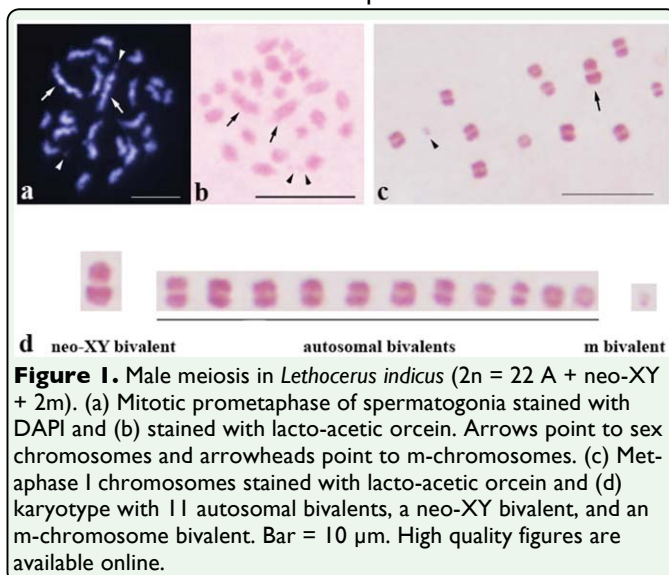 a
b
c
d neo-XY bivalent autosomal bivalents m bivalent
Figure 1. Male meiosis in Lethocerus indicus (2n = 22 A + neo-XY
+ 2m). (a) Mitotic prometaphase of spermatogonia stained with
DAPI and (b) stained with lacto-acetic orcein. Arrows point to sex
chromosomes and arrowheads point to m-chromosomes. (c) Met-
aphase I chromosomes stained with lacto-acetic orcein and (d)
karyotype with 11 autosomal bivalents, a neo-XY bivalent, and an
m-chromosome bivalent. Bar = 10 µm. High quality figures are
available online.